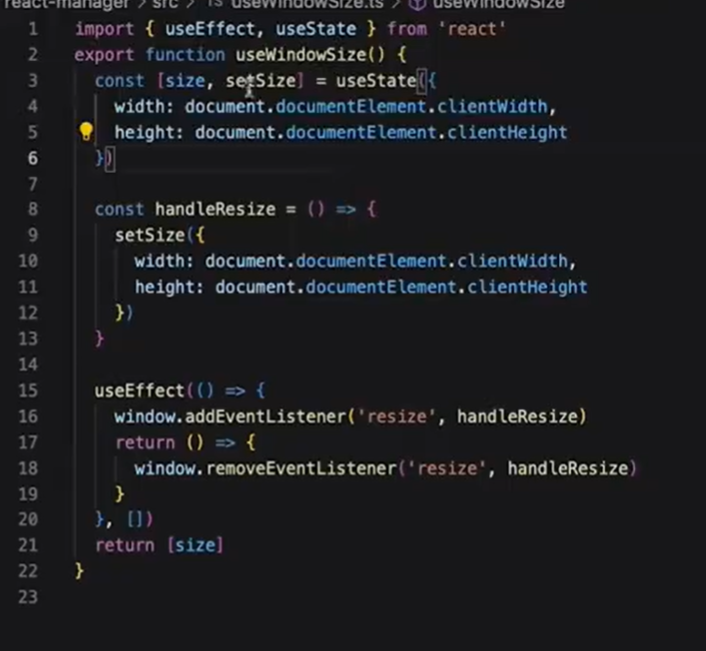 react-manager > src > TS useWindowSize.ts > useWindowSize
1 import { useEffect, useState } from 'react'
2 export function useWindowSize() {
3   const [size, setSize] = useState({
4     width: document.documentElement.clientWidth,
5     height: document.documentElement.clientHeight
6   })
7
8   const handleResize = () => {
9     setSize({
10       width: document.documentElement.clientWidth,
11       height: document.documentElement.clientHeight
12     })
13   }
14
15   useEffect(() => {
16     window.addEventListener('resize', handleResize)
17     return () => {
18       window.removeEventListener('resize', handleResize)
19     }
20   }, [])
21   return [size]
22 }
23